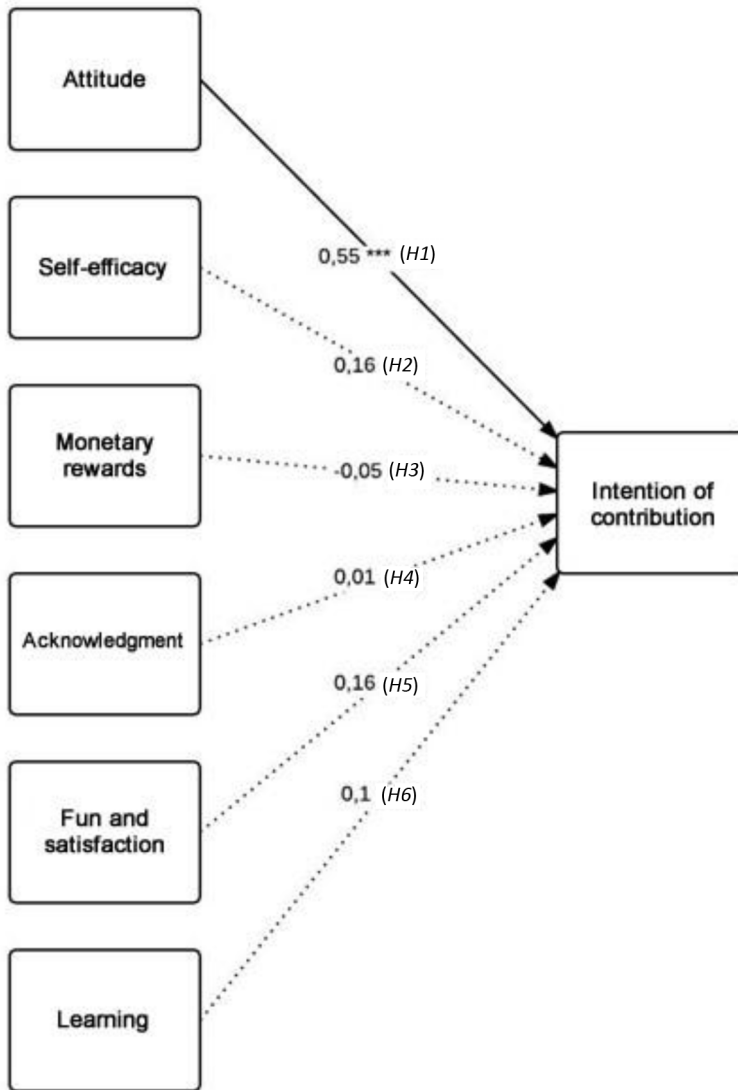 Attitude
0,55 *** (H1)
Self-efficacy
0,16 (H2)
Monetary
rewards
-0,05 (H3)
Intention of
contribution
Acknowledgment
0,01 (H4)
0,16 (H5)
Fun and
satisfaction
0,1 (H6)
Learning